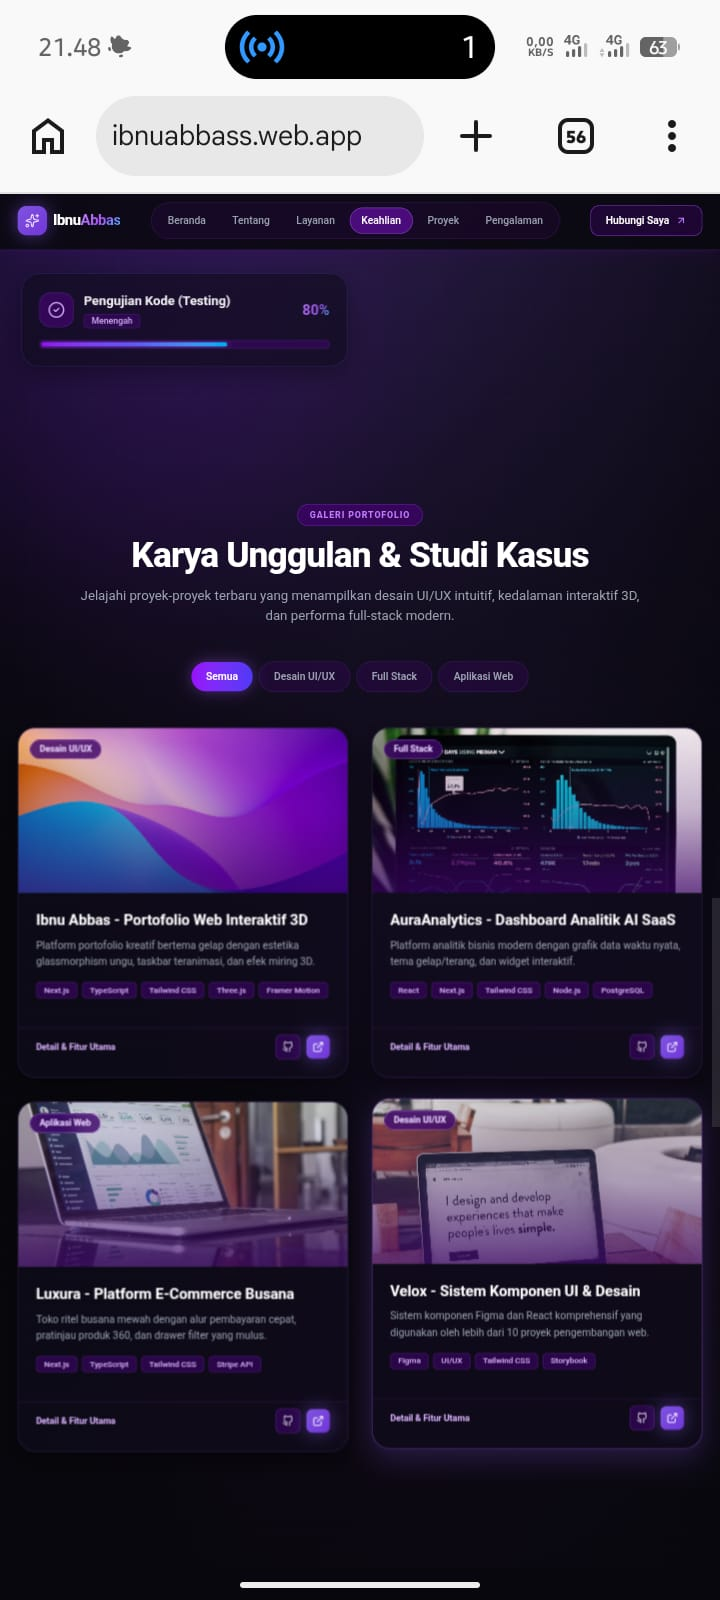 21.48
1
0,00
KB/S
4G
4G
63
ibnuabbass.web.app
56
IbnuAbbas
Beranda
Tentang
Layanan
Keahlian
Proyek
Pengalaman
Hubungi Saya
Pengujian Kode (Testing)
Menengah
80%
GALERI PORTOFOLIO
Karya Unggulan & Studi Kasus
Jelajahi proyek-proyek terbaru yang menampilkan desain UI/UX intuitif, kedalaman interaktif 3D,
dan performa full-stack modern.
Semua
Desain UI/UX
Full Stack
Aplikasi Web
Desain UI/UX
Ibnu Abbas - Portofolio Web Interaktif 3D
Platform portofolio kreatif bertema gelap dengan estetika
glassmorphism ungu, taskbar teranimasi, dan efek miring 3D.
Next.js
TypeScript
Tailwind CSS
Three.js
Framer Motion
Detail & Fitur Utama
Full Stack
DAYS USING MEDIAN
AuraAnalytics - Dashboard Analitik AI SaaS
Platform analitik bisnis modern dengan grafik data waktu nyata,
tema gelap/terang, dan widget interaktif.
React
Next.js
Tailwind CSS
Node.js
PostgreSQL
Detail & Fitur Utama
Aplikasi Web
Luxura - Platform E-Commerce Busana
Toko ritel busana mewah dengan alur pembayaran cepat,
pratinjau produk 360, dan drawer filter yang mulus.
Next.js
TypeScript
Tailwind CSS
Stripe API
Detail & Fitur Utama
Desain UI/UX
I design and develop
experiences that make
people's lives simple.
Velox - Sistem Komponen UI & Desain
Sistem komponen Figma dan React komprehensif yang
digunakan oleh lebih dari 10 proyek pengembangan web.
Figma
UI/UX
Tailwind CSS
Storybook
Detail & Fitur Utama